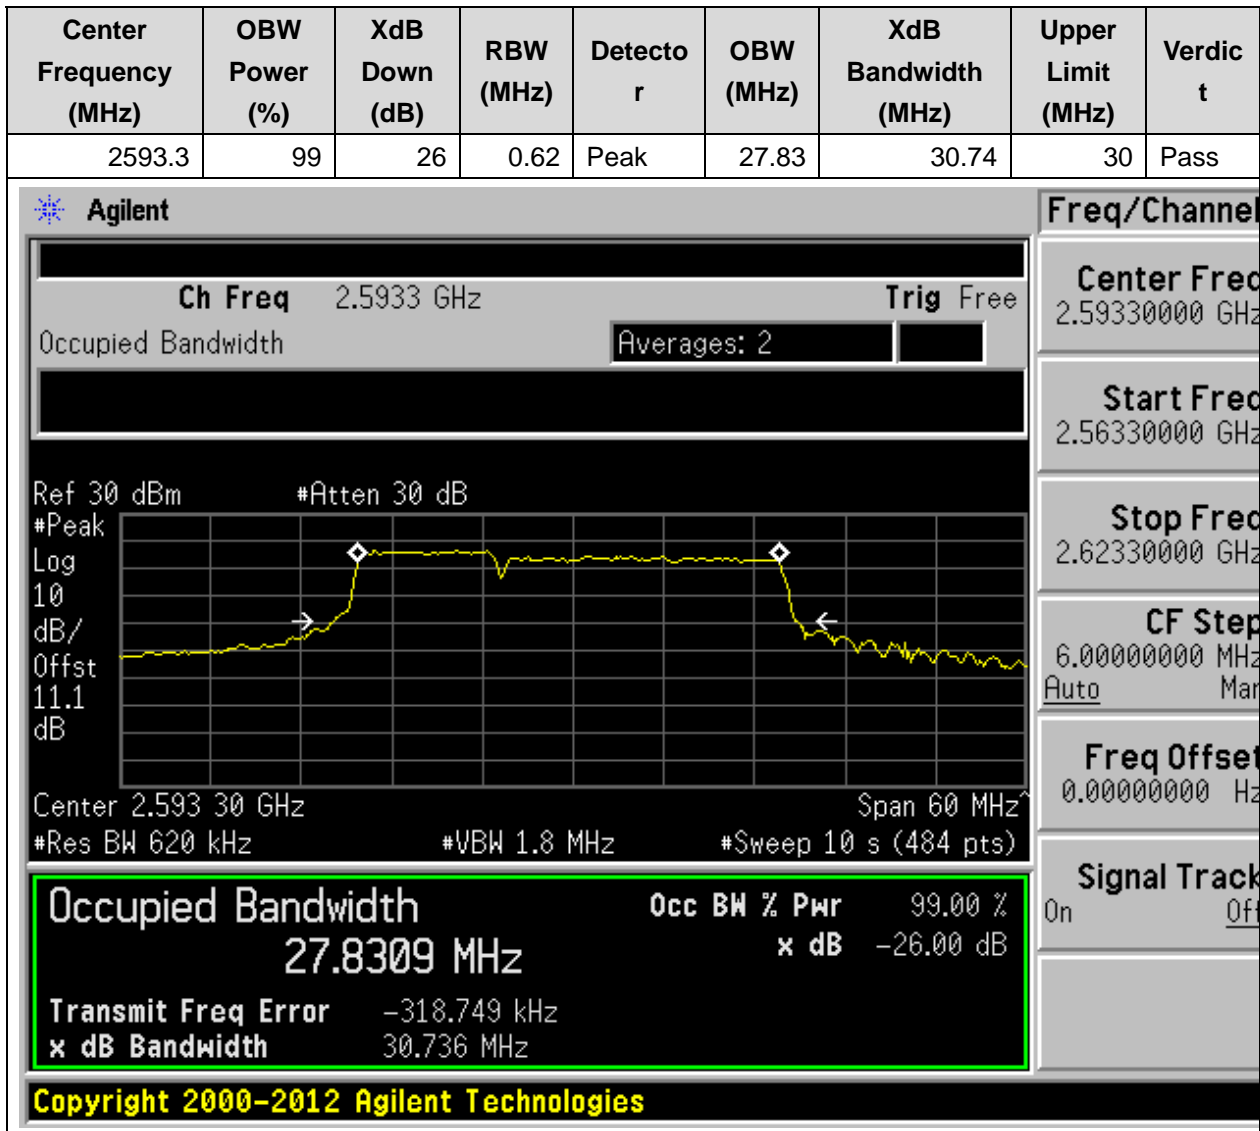 Center Frequency (MHz) OBW Power (%) XdB Down (dB) RBW (MHz) Detector OBW (MHz) XdB Bandwidth (MHz) Upper Limit (MHz) Verdict
2593.3 99 26 0.62 Peak 27.83 30.74 30 Pass
Agilent
Freq/Channel
Ch Freq 2.5933 GHz Trig Free
Occupied Bandwidth Averages: 2
Ref 30 dBm #Atten 30 dB
#Peak
Log
10
dB/
Offst
11.1
dB
Center 2.593 30 GHz Span 60 MHz^
#Res BW 620 kHz #VBW 1.8 MHz #Sweep 10 s (484 pts)
Occupied Bandwidth
27.8309 MHz
Occ BW % Pwr 99.00 %
x dB -26.00 dB
Transmit Freq Error -318.749 kHz
x dB Bandwidth 30.736 MHz
Center Freq
2.59330000 GHz
Start Freq
2.56330000 GHz
Stop Freq
2.62330000 GHz
CF Step
6.00000000 MHz
Auto Man
Freq Offset
0.00000000 Hz
Signal Track
On Off
Copyright 2000-2012 Agilent Technologies